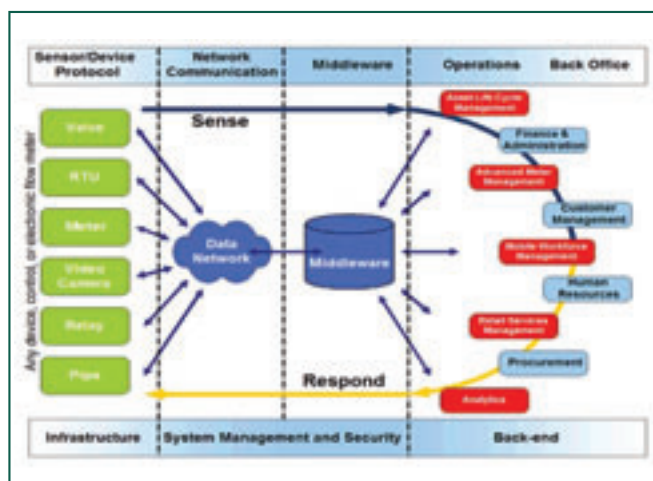 Sensor/Device
Protocol
Network
Communication
Middleware
Operations
Back Office
Any device, control, or electronic flow meter
Sense
Valve
RTU
Meter
Video
Camera
Relay
Pipe
Data
Network
Middleware
Asset Life Cycle
Management
Finance &
Administration
Advanced Meter
Management
Customer
Management
Mobile Workforce
Management
Human
Resources
Retail Services
Management
Procurement
Analytics
Respond
Infrastructure
System Management and Security
Back-end